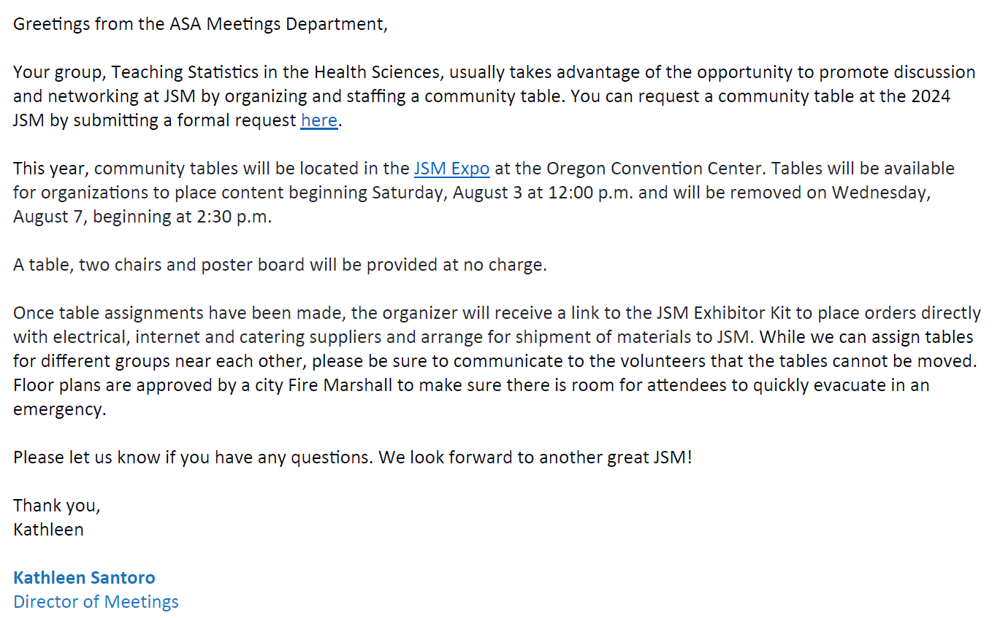 Greetings from the ASA Meetings Department,
Your group, Teaching Statistics in the Health Sciences, usually takes advantage of the opportunity to promote discussion
and networking at JSM by organizing and staffing a community table. You can request a community table at the 2024
JSM by submitting a formal request here.
This year, community tables will be located in the JSM Expo at the Oregon Convention Center. Tables will be available
for organizations to place content beginning Saturday, August 3 at 12:00 p.m. and will be removed on Wednesday,
August 7, beginning at 2:30 p.m.
A table, two chairs and poster board will be provided at no charge.
Once table assignments have been made, the organizer will receive a link to the JSM Exhibitor Kit to place orders directly
with electrical, internet and catering suppliers and arrange for shipment of materials to JSM. While we can assign tables
for different groups near each other, please be sure to communicate to the volunteers that the tables cannot be moved.
Floor plans are approved by a city Fire Marshall to make sure there is room for attendees to quickly evacuate in an
emergency.
Please let us know if you have any questions. We look forward to another great JSM!
Thank you,
Kathleen
Kathleen Santoro
Director of Meetings